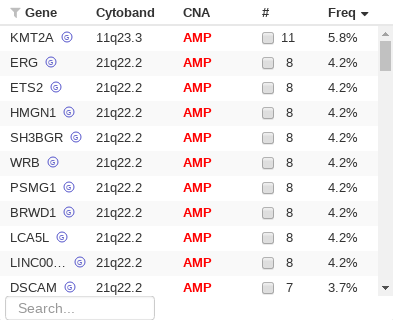 Gene Cytoband CNA # Freq
KMT2A G 11q23.3 AMP 11 5.8%
ERG G 21q22.2 AMP 8 4.2%
ETS2 G 21q22.2 AMP 8 4.2%
HMGN1 G 21q22.2 AMP 8 4.2%
SH3BGR G 21q22.2 AMP 8 4.2%
WRB G 21q22.2 AMP 8 4.2%
PSMG1 G 21q22.2 AMP 8 4.2%
BRWD1 G 21q22.2 AMP 8 4.2%
LCA5L G 21q22.2 AMP 8 4.2%
LINC00... G 21q22.2 AMP 8 4.2%
DSCAM G 21q22.2 AMP 7 3.7%
Search...